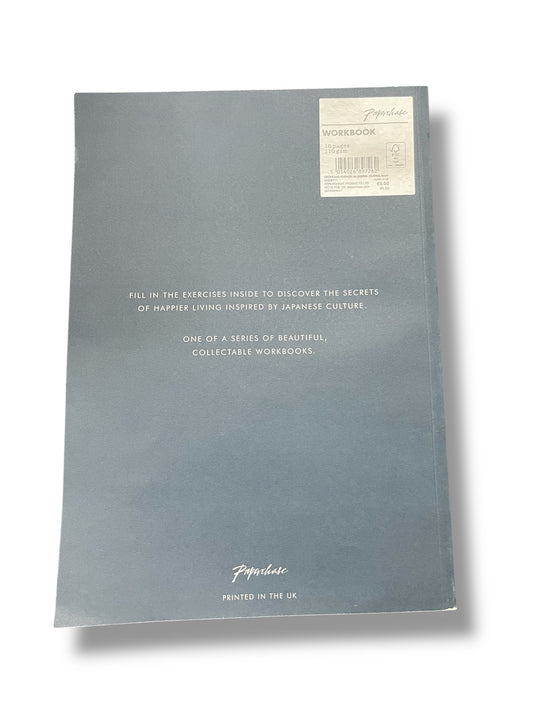 Paperchase
WORKBOOK
FSC
£5.00
FILL IN THE EXERCISES INSIDE TO DISCOVER THE SECRETS
OF HAPPIER LIVING INSPIRED BY JAPANESE CULTURE.
ONE OF A SERIES OF BEAUTIFUL,
COLLECTABLE WORKBOOKS.
Paperchase
PRINTED IN THE UK